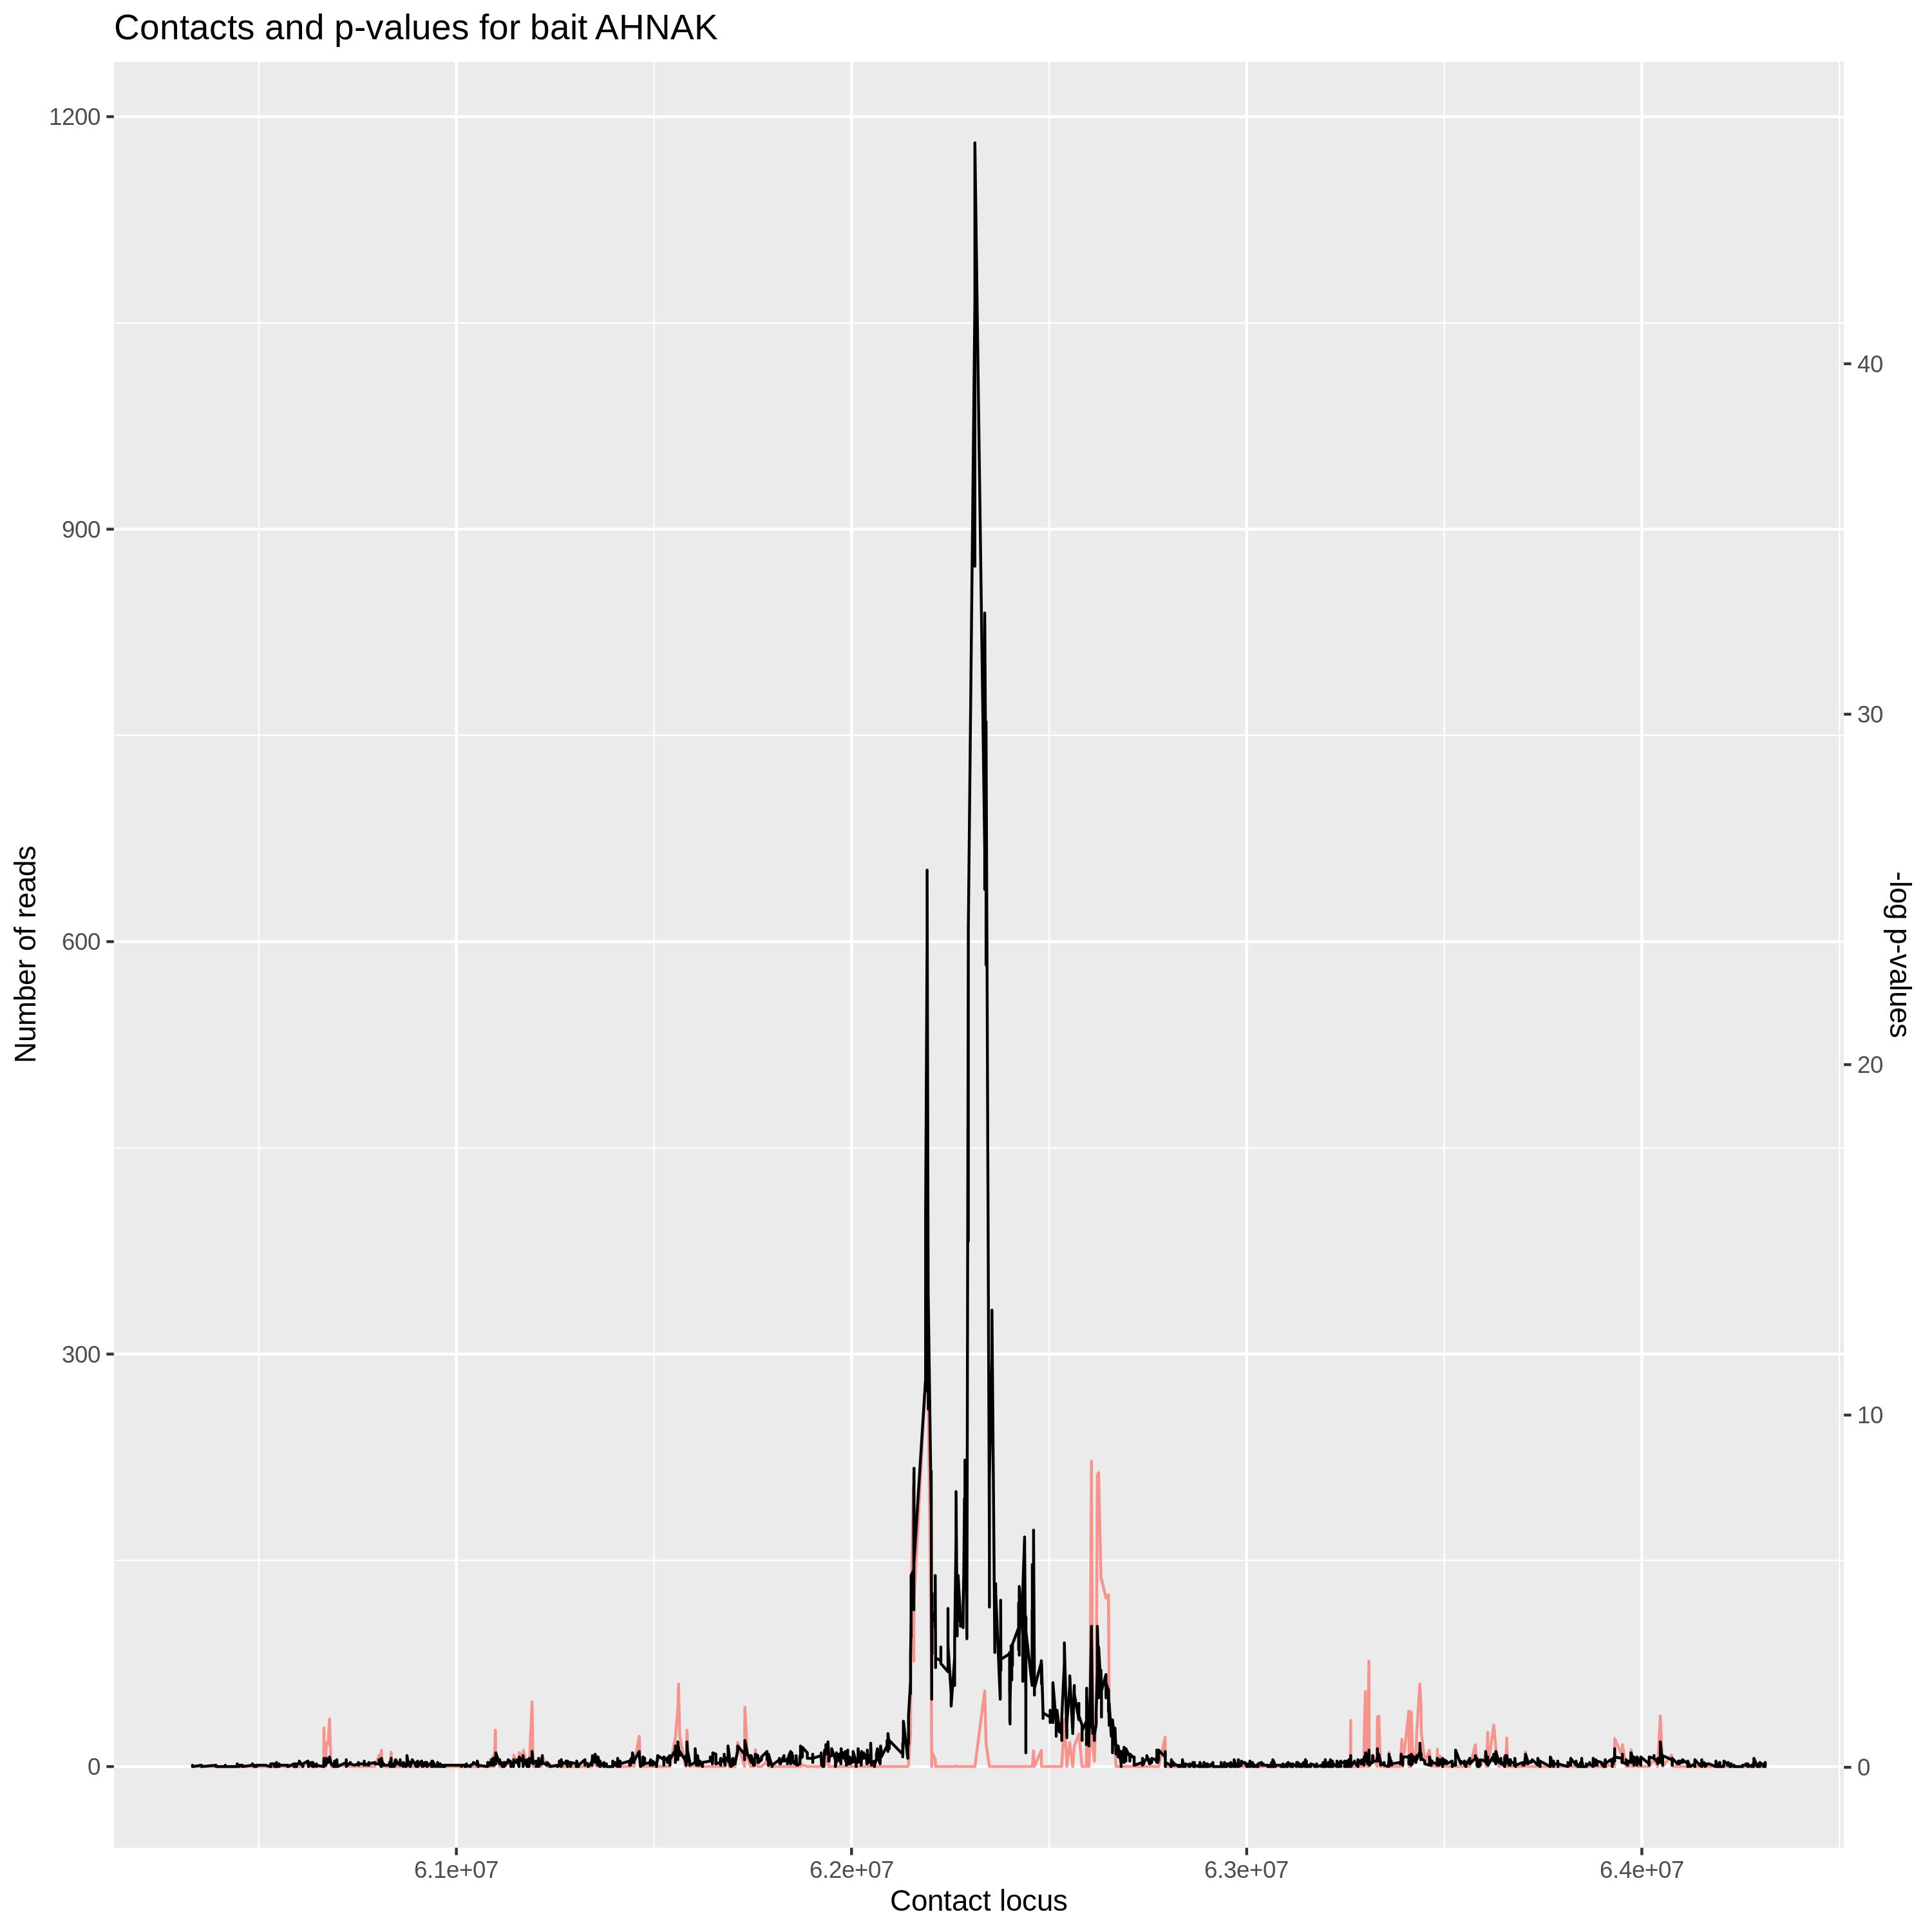 Contacts and p-values for bait AHNAK
1200
900
600
300
0
Number of reads
40
30
20
10
0
-log p-values
6.1e+07
6.2e+07
6.3e+07
6.4e+07
Contact locus